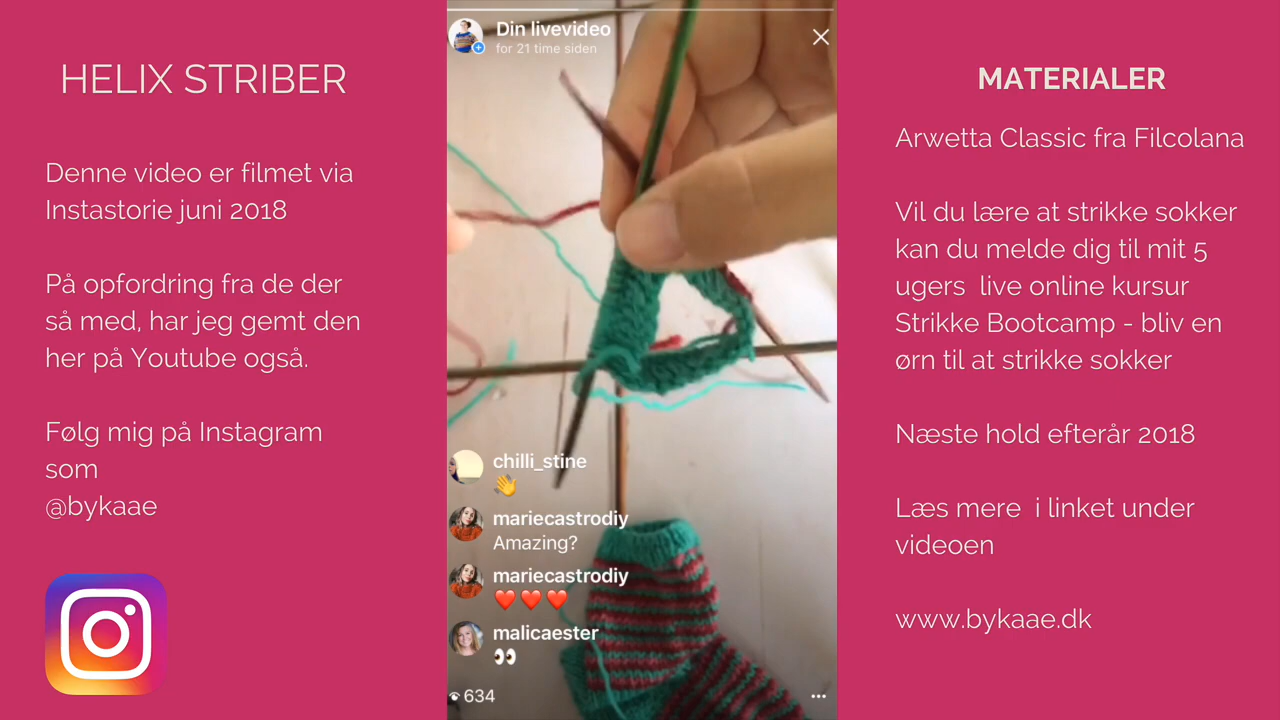 HELIX STRIBER
Denne video er filmet via
Instastorie juni 2018
På opfordring fra de der
så med, har jeg gemt den
her på Youtube også.
Følg mig på Instagram
som
@bykaae
Din livevideo
for 21 time siden
chilli_stine
👋
mariecastrodiy
Amazing?
mariecastrodiy
❤️❤️❤️
malicaester
👀
634
MATERIALER
Arwetta Classic fra Filcolana
Vil du lære at strikke sokker
kan du melde dig til mit 5
ugers  live online kursur
Strikke Bootcamp - bliv en
ørn til at strikke sokker
Næste hold efterår 2018
Læs mere  i linket under
videoen
www.bykaae.dk